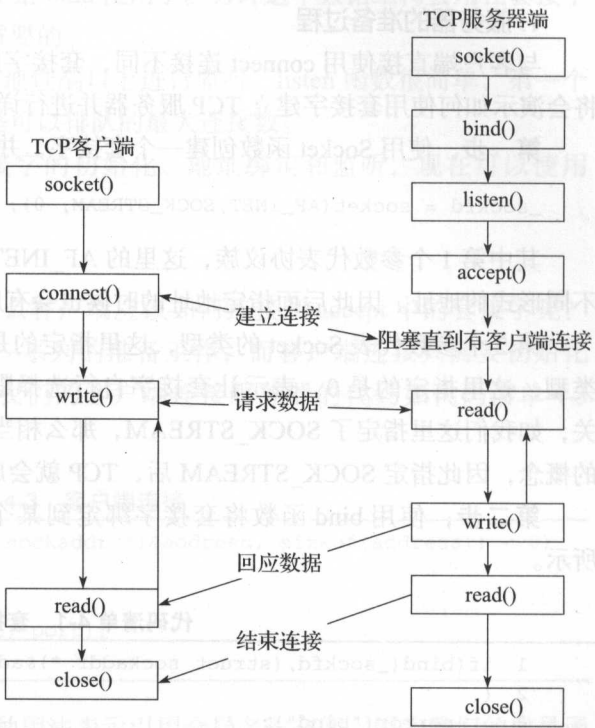 TCP服务器端
socket()
bind()
TCP客户端
listen()
socket()
accept()
connect()
建立连接
阻塞直到有客户端连接
write()
请求数据
read()
write()
回应数据
read()
read()
结束连接
close()
close()